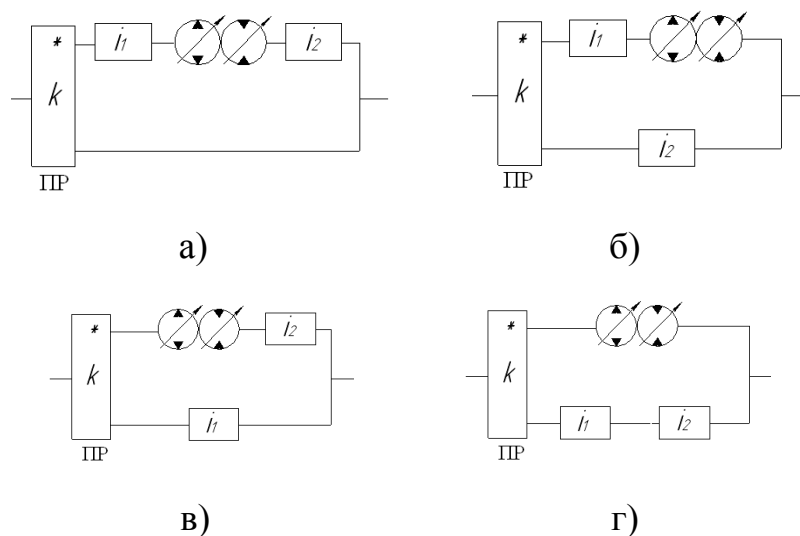 * i1 i2
k
ПР
а)
* i1
k
i2
ПР
б)
* i2
k
i1
ПР
в)
*
k
i1 i2
ПР
г)